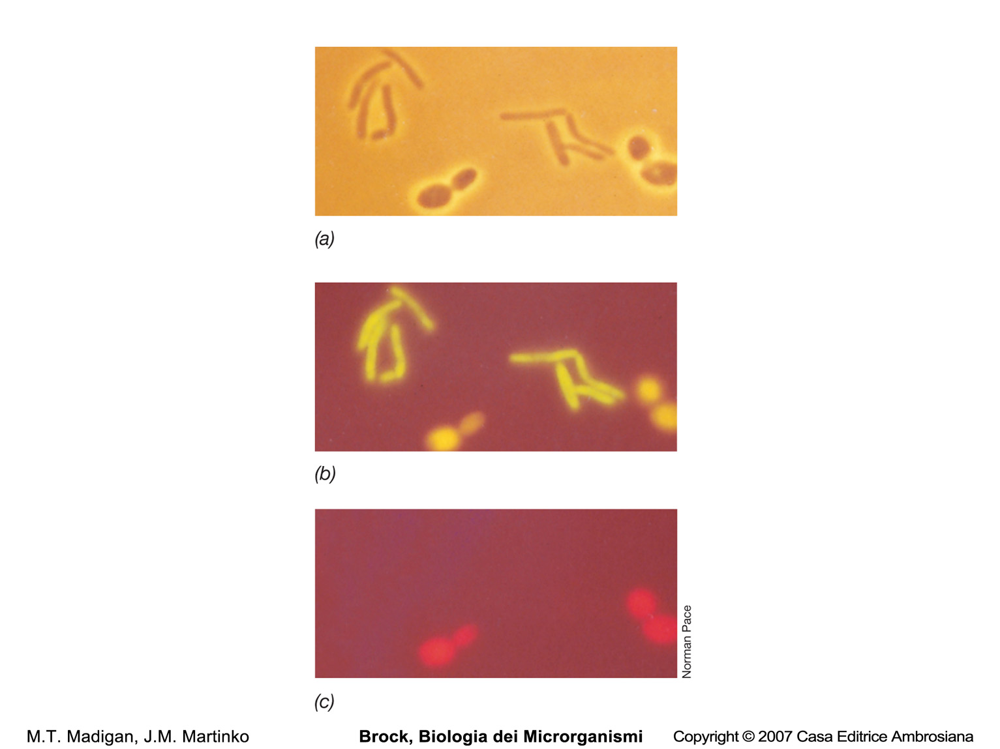 (a)
(b)
(c)
Norman Pace
M.T. Madigan, J.M. Martinko
Brock, Biologia dei Microrganismi
Copyright © 2007 Casa Editrice Ambrosiana